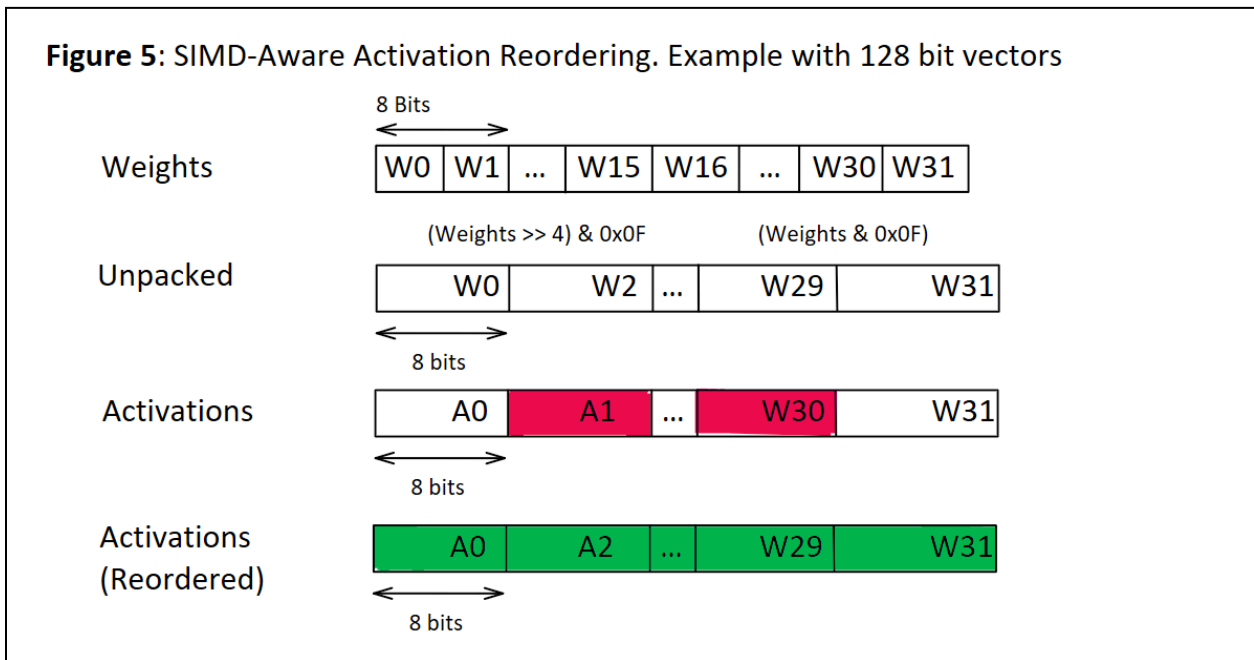 Figure 5: SIMD-Aware Activation Reordering. Example with 128 bit vectors
8 Bits
Weights W0 W1 ... W15 W16 ... W30 W31
(Weights >> 4) & 0x0F (Weights & 0x0F)
Unpacked W0 W2 ... W29 W31
8 bits
Activations A0 A1 ... W30 W31
8 bits
Activations
(Reordered) A0 A2 ... W29 W31
8 bits